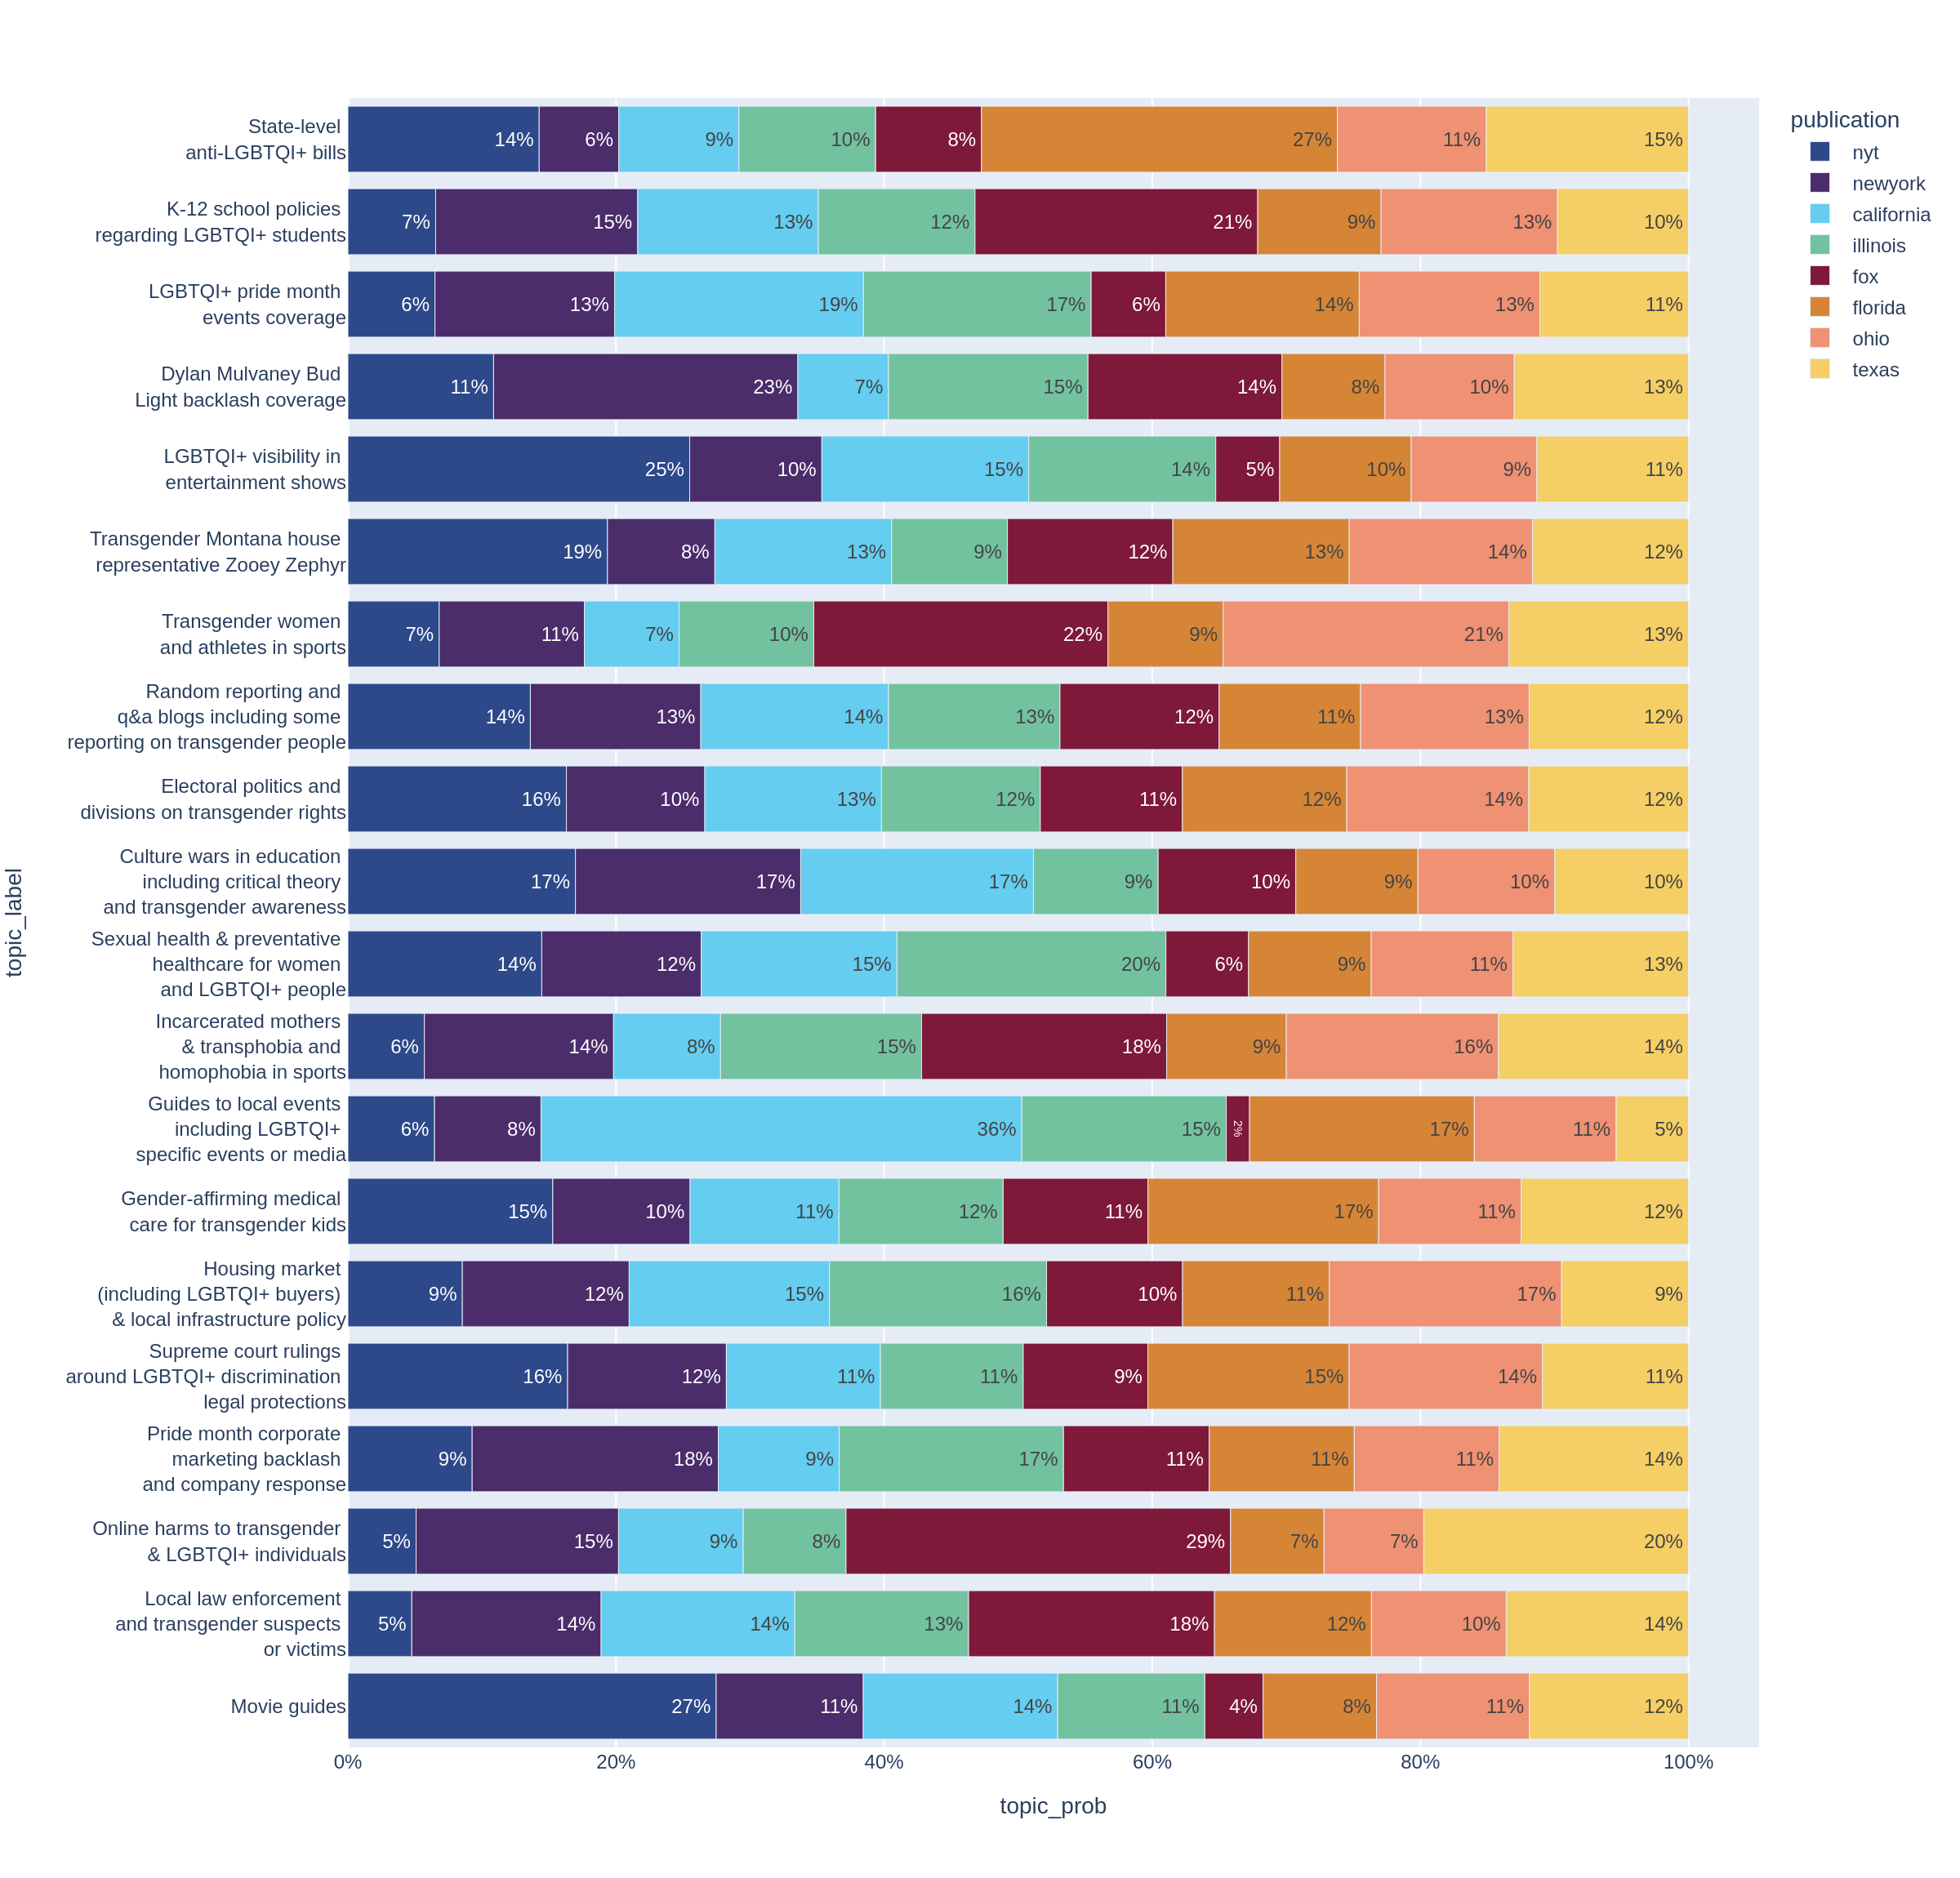 State-level
anti-LGBTQI+ bills
14% 6% 9% 10% 8% 27% 11% 15%
K-12 school policies
regarding LGBTQI+ students
7% 15% 13% 12% 21% 9% 13% 10%
LGBTQI+ pride month
events coverage
6% 13% 19% 17% 6% 14% 13% 11%
Dylan Mulvaney Bud
Light backlash coverage
11% 23% 7% 15% 14% 8% 10% 13%
LGBTQI+ visibility in
entertainment shows
25% 10% 15% 14% 5% 10% 9% 11%
Transgender Montana house
representative Zooey Zephyr
19% 8% 13% 9% 12% 13% 14% 12%
Transgender women
and athletes in sports
7% 11% 7% 10% 22% 9% 21% 13%
Random reporting and
q&a blogs including some
reporting on transgender people
14% 13% 14% 13% 12% 11% 13% 12%
Electoral politics and
divisions on transgender rights
16% 10% 13% 12% 11% 12% 14% 12%
Culture wars in education
including critical theory
and transgender awareness
17% 17% 17% 9% 10% 9% 10% 10%
Sexual health & preventative
healthcare for women
and LGBTQI+ people
14% 12% 15% 20% 6% 9% 11% 13%
Incarcerated mothers
& transphobia and
homophobia in sports
6% 14% 8% 15% 18% 9% 16% 14%
Guides to local events
including LGBTQI+
specific events or media
6% 8% 36% 15% 2% 17% 11% 5%
Gender-affirming medical
care for transgender kids
15% 10% 11% 12% 11% 17% 11% 12%
Housing market
(including LGBTQI+ buyers)
& local infrastructure policy
9% 12% 15% 16% 10% 11% 17% 9%
Supreme court rulings
around LGBTQI+ discrimination
legal protections
16% 12% 11% 11% 9% 15% 14% 11%
Pride month corporate
marketing backlash
and company response
9% 18% 9% 17% 11% 11% 11% 14%
Online harms to transgender
& LGBTQI+ individuals
5% 15% 9% 8% 29% 7% 7% 20%
Local law enforcement
and transgender suspects
or victims
5% 14% 14% 13% 18% 12% 10% 14%
Movie guides
27% 11% 14% 11% 4% 8% 11% 12%
0% 20% 40% 60% 80% 100%
topic_prob
topic_label
publication
nyt
newyork
california
illinois
fox
florida
ohio
texas